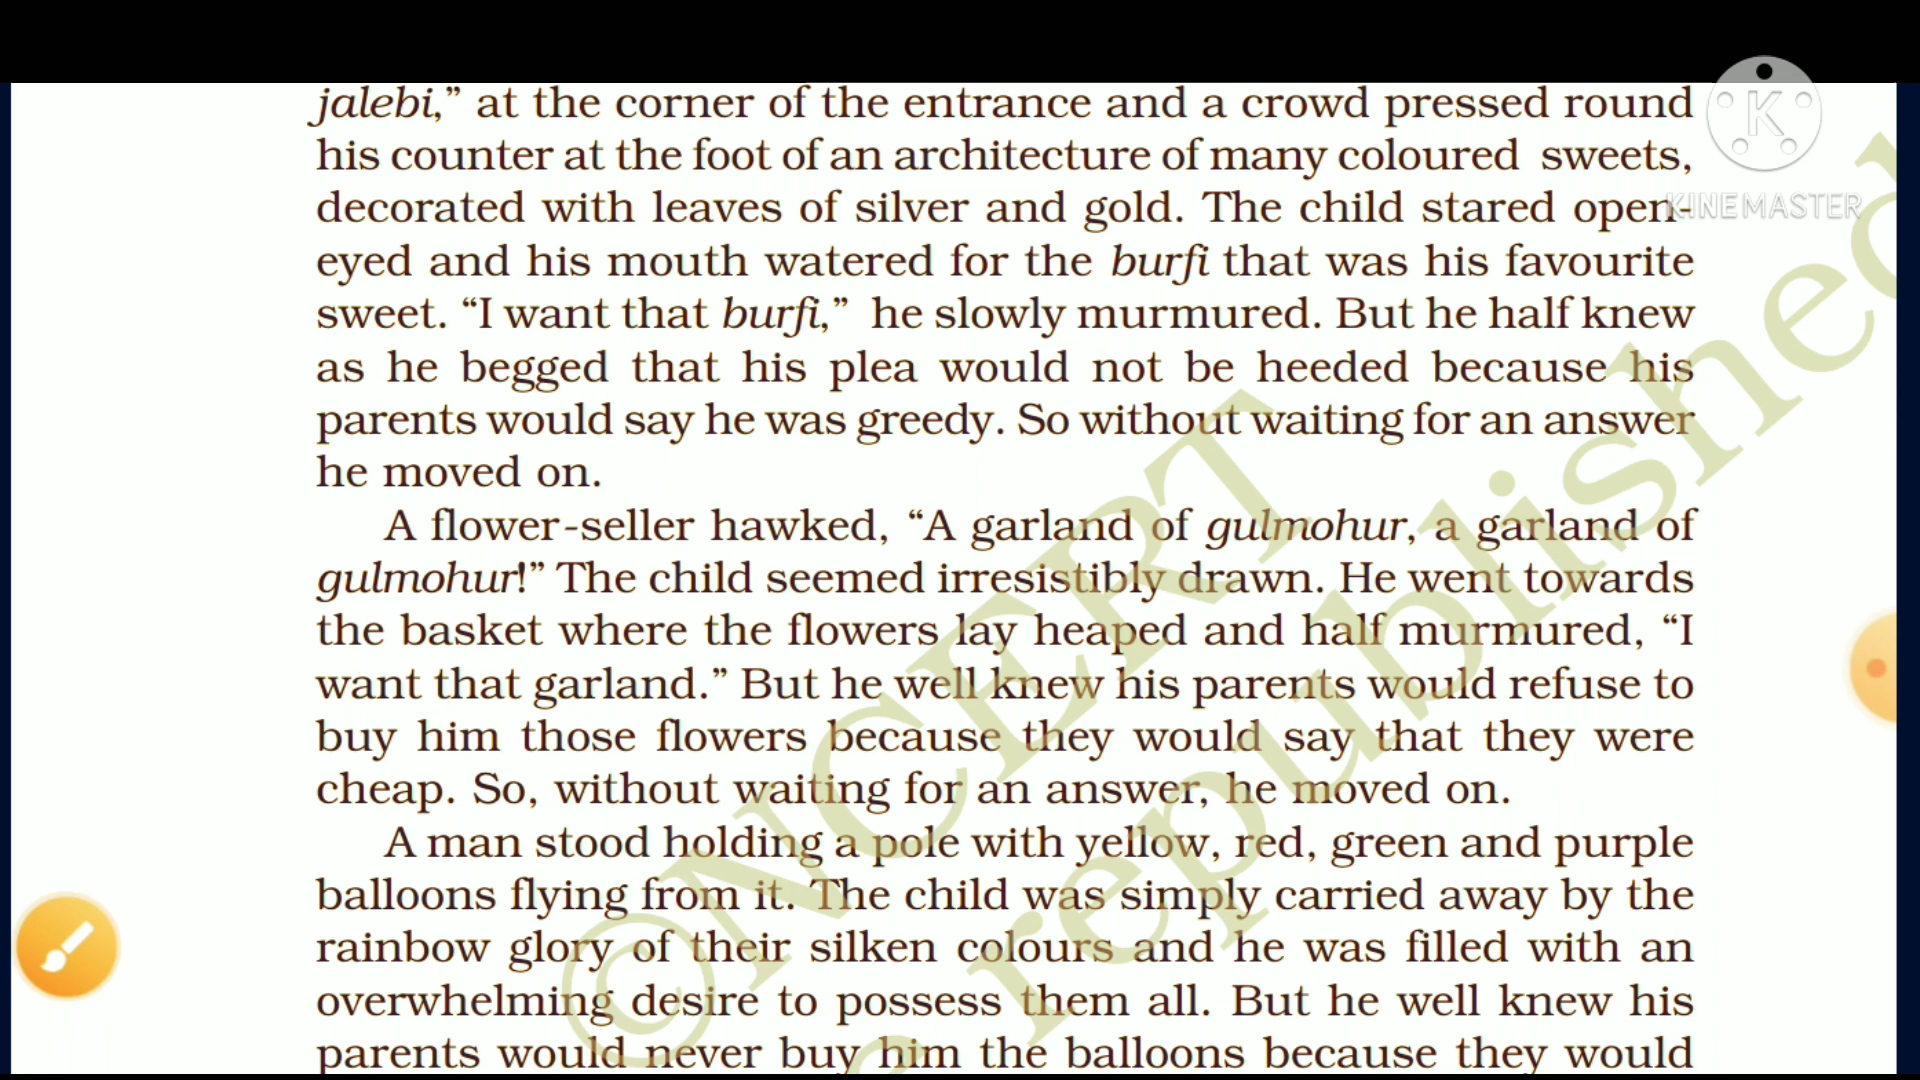 jalebi,” at the corner of the entrance and a crowd pressed round
his counter at the foot of an architecture of many coloured sweets,
decorated with leaves of silver and gold. The child stared open-
eyed and his mouth watered for the burfi that was his favourite
sweet. “I want that burfi,” he slowly murmured. But he half knew
as he begged that his plea would not be heeded because his
parents would say he was greedy. So without waiting for an answer
he moved on.
A flower-seller hawked, “A garland of gulmohur, a garland of
gulmohur!” The child seemed irresistibly drawn. He went towards
the basket where the flowers lay heaped and half murmured, “I
want that garland.” But he well knew his parents would refuse to
buy him those flowers because they would say that they were
cheap. So, without waiting for an answer, he moved on.
A man stood holding a pole with yellow, red, green and purple
balloons flying from it. The child was simply carried away by the
rainbow glory of their silken colours and he was filled with an
overwhelming desire to possess them all. But he well knew his
parents would never buy him the balloons because they would
K
KINEMASTER
©NCERT
e republished